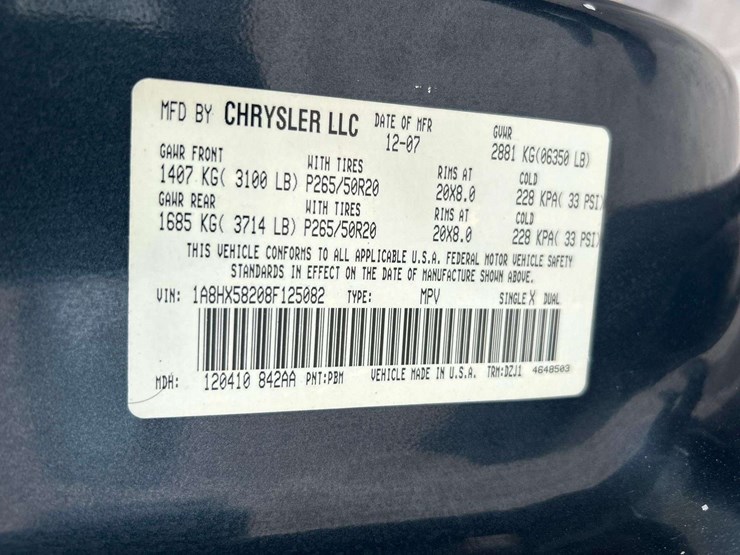 MFD BY CHRYSLER LLC DATE OF MFR GVWR
12-07 2881 KG(06350 LB)
GAWR FRONT WITH TIRES RIMS AT COLD
1407 KG( 3100 LB) P265/50R20 20X8.0 228 KPA( 33 PSI)
GAWR REAR WITH TIRES RIMS AT COLD
1685 KG( 3714 LB) P265/50R20 20X8.0 228 KPA( 33 PSI)
THIS VEHICLE CONFORMS TO ALL APPLICABLE U.S.A. FEDERAL MOTOR VEHICLE SAFETY
STANDARDS IN EFFECT ON THE DATE OF MANUFACTURE SHOWN ABOVE.
VIN: 1A8HX58208F125082 TYPE: MPV SINGLE X DUAL
MDH: 120410 842AA PNT:PBM VEHICLE MADE IN U.S.A. TRM:DZJ1 4648503